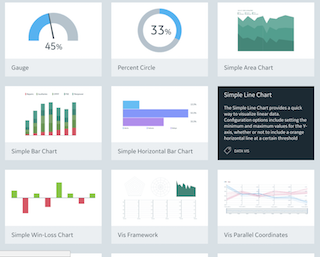 45%
33%
Gauge
Percent Circle
Simple Area Chart
Simple Line Chart
The Simple Line Chart provides a quick
way to visualize linear data.
Configuration options include setting the
minimum and maximum values for the Y-
axis, whether or not to include a orange
horizontal line at a certain threshold
DATA VIS
Simple Bar Chart
Simple Horizontal Bar Chart
Simple Win-Loss Chart
Vis Framework
Vis Parallel Coordinates